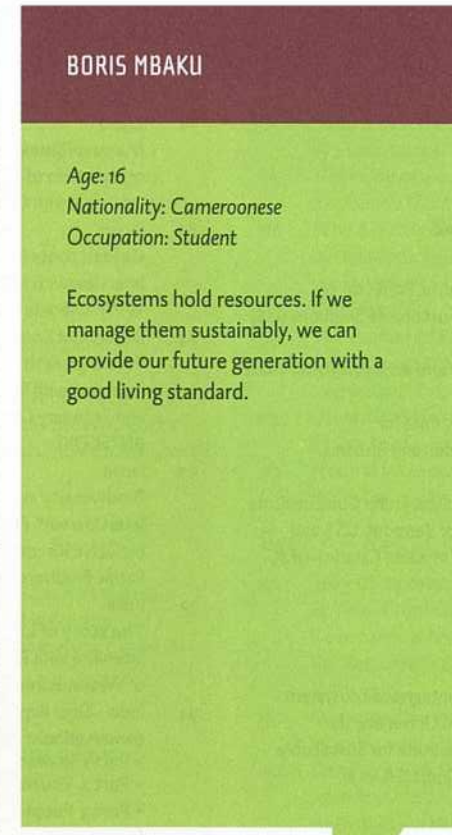 BORIS MBAKU
Age: 16
Nationality: Cameroonese
Occupation: Student
Ecosystems hold resources. If we
manage them sustainably, we can
provide our future generation with a
good living standard.